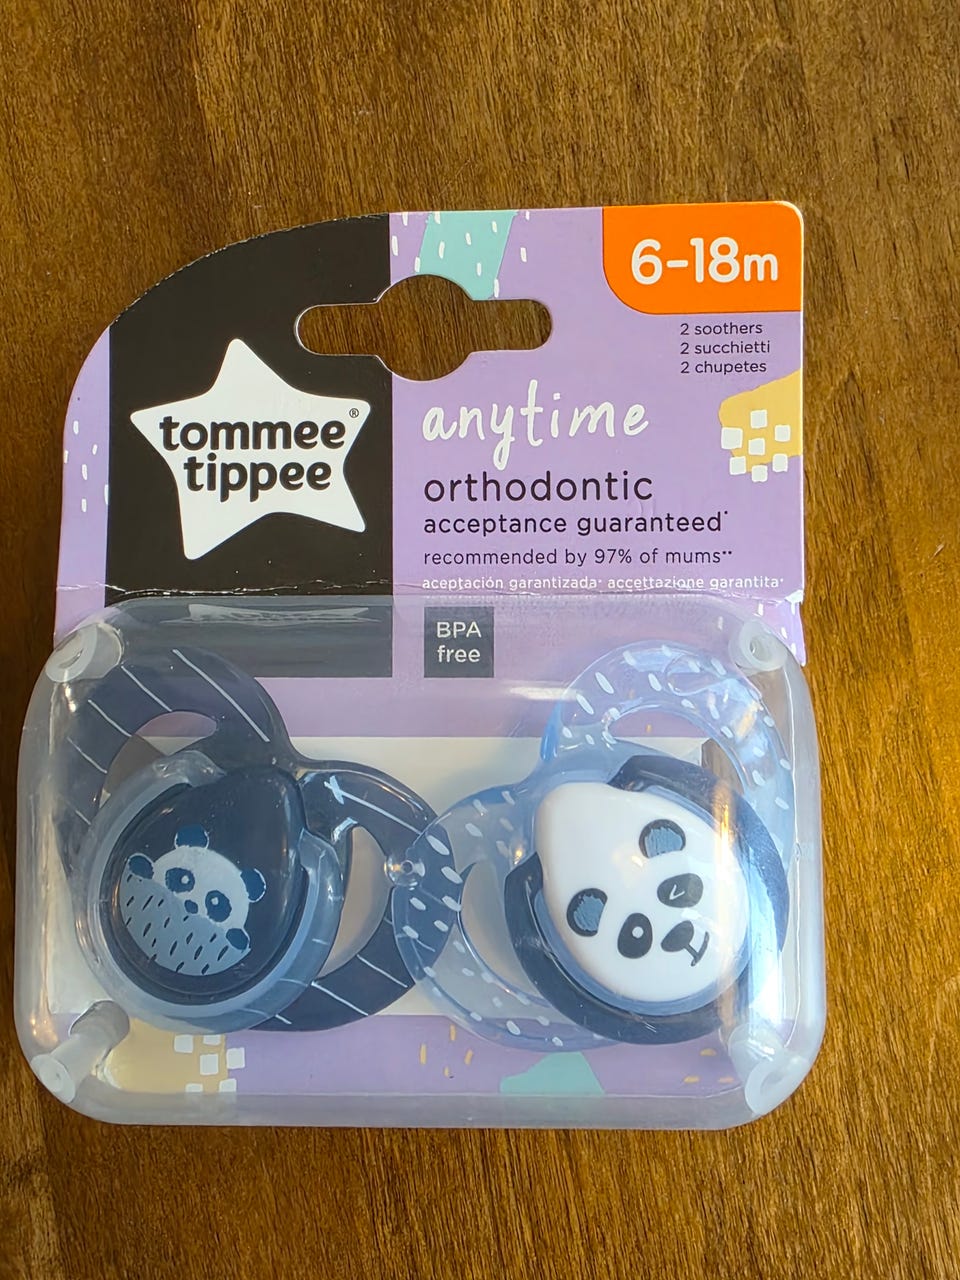 6-18m
2 soothers
2 succhietti
2 chupetes
tommee®
tippee
anytime
orthodontic
acceptance guaranteed*
recommended by 97% of mums**
aceptación garantizada* accettazione garantita*
BPA
free